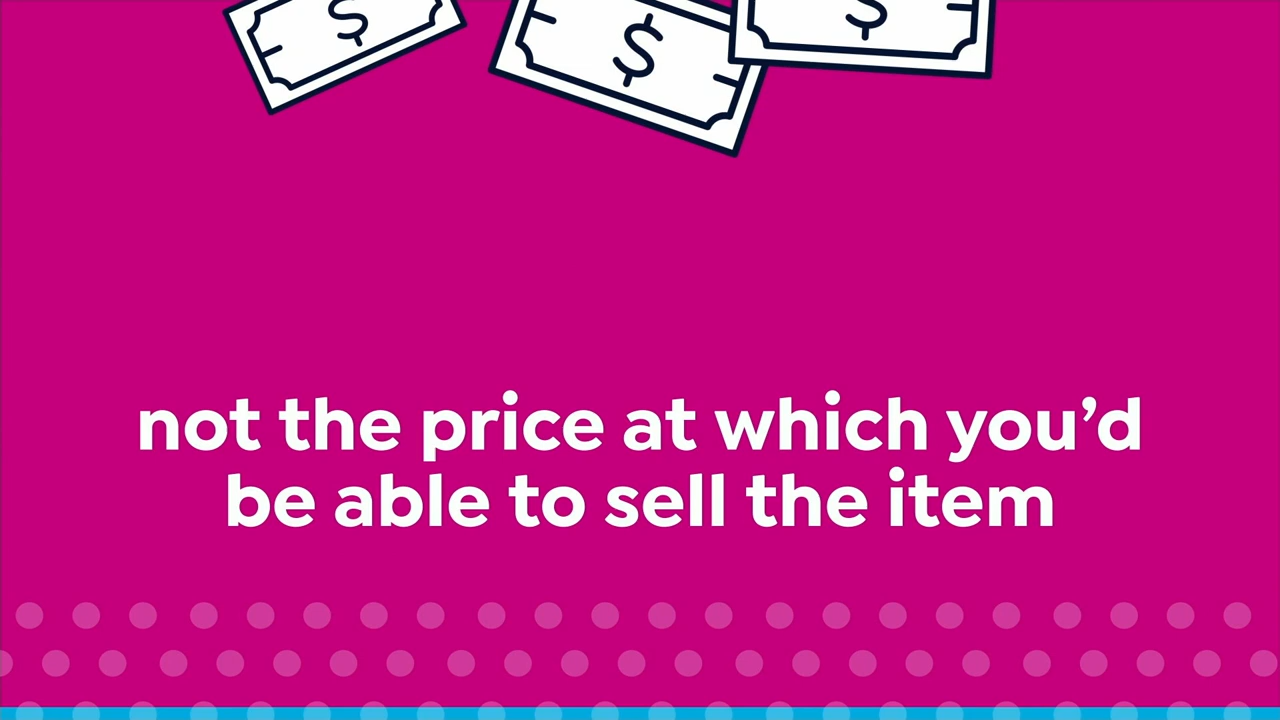 $ $ $
not the price at which you’d
be able to sell the item